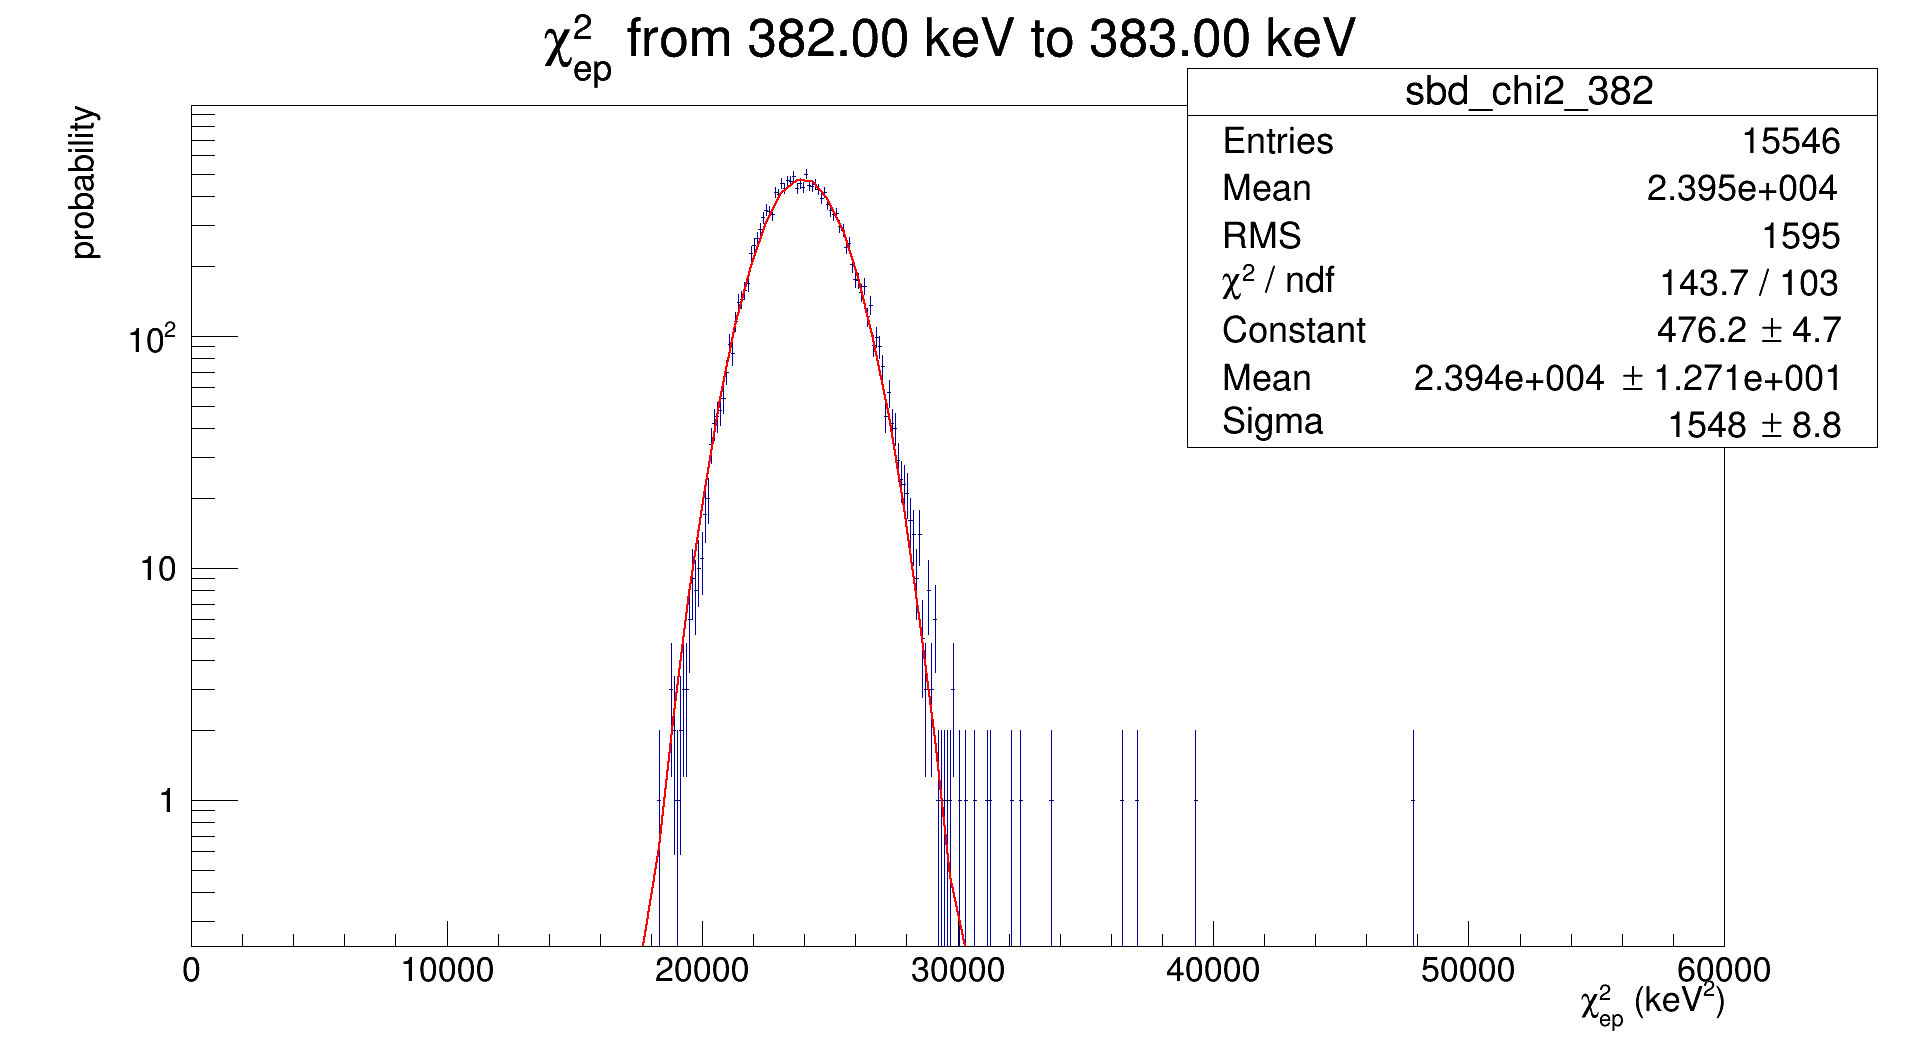 χ²ep from 382.00 keV to 383.00 keV
probability
sbd_chi2_382
Entries 15546
Mean 2.395e+004
RMS 1595
χ² / ndf 143.7 / 103
Constant 476.2 ± 4.7
Mean 2.394e+004 ± 1.271e+001
Sigma 1548 ± 8.8
10²
10
1
0 10000 20000 30000 40000 50000 60000
χ²ep (keV²)